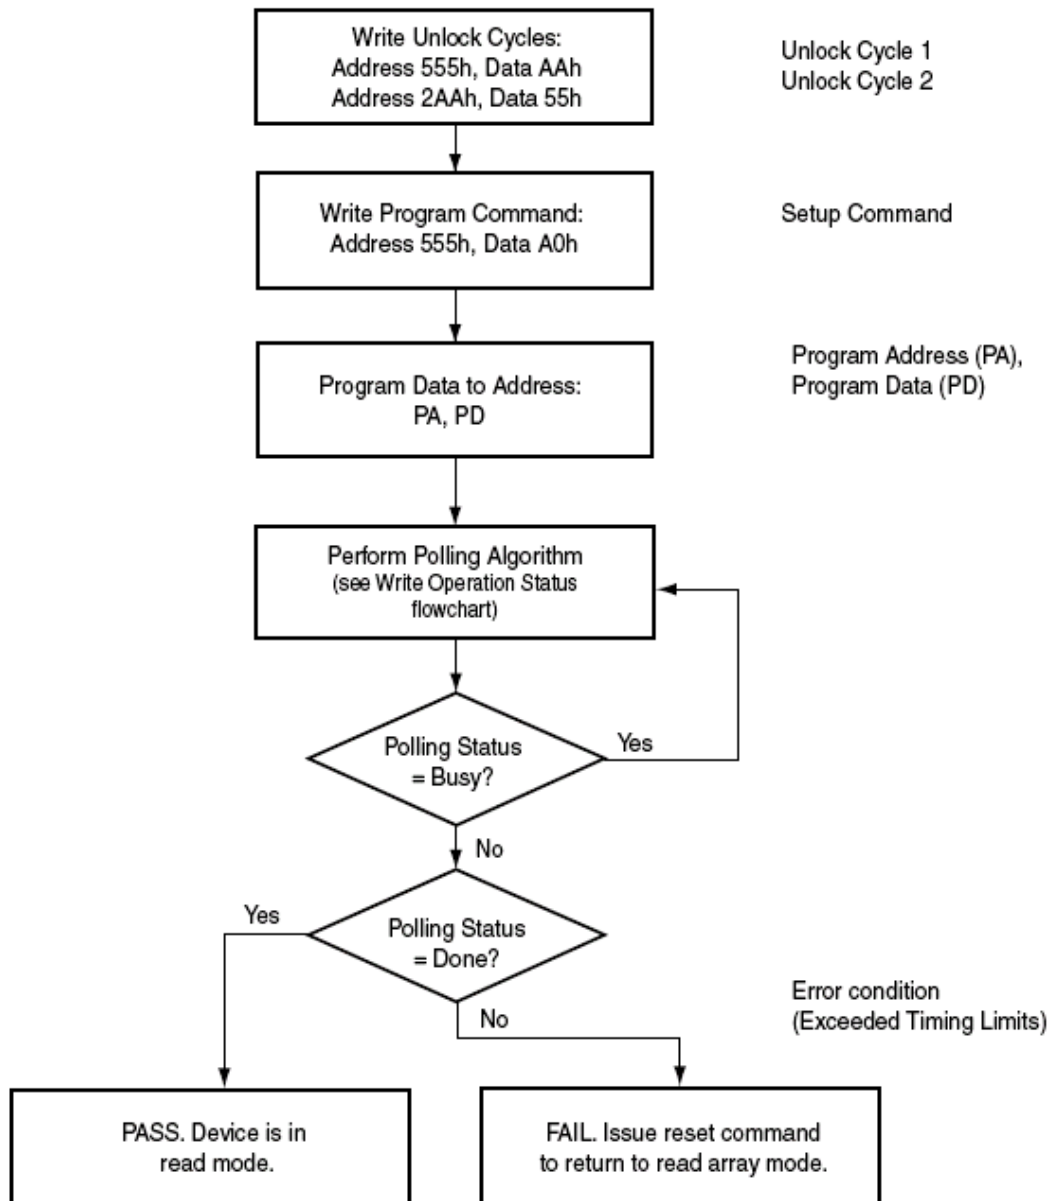 Write Unlock Cycles:
Address 555h, Data AAh
Address 2AAh, Data 55h
Unlock Cycle 1
Unlock Cycle 2
Write Program Command:
Address 555h, Data A0h
Setup Command
Program Data to Address:
PA, PD
Program Address (PA),
Program Data (PD)
Perform Polling Algorithm
(see Write Operation Status
flowchart)
Polling Status
= Busy?
Yes
No
Polling Status
= Done?
Yes
No
Error condition
(Exceeded Timing Limits)
PASS. Device is in
read mode.
FAIL. Issue reset command
to return to read array mode.